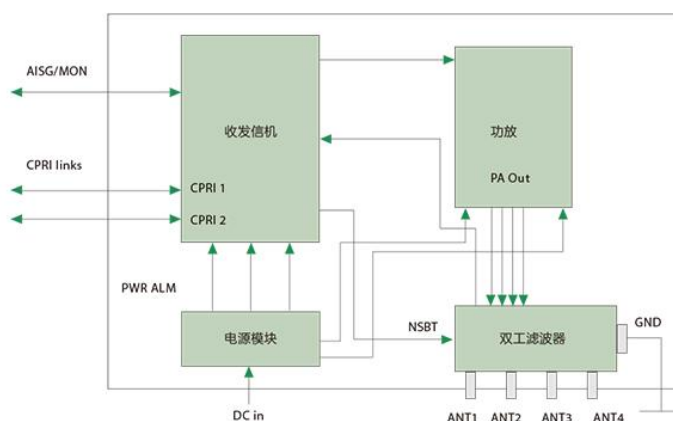 AISG/MON
收发信机
功放
CPRI links
CPRI 1
PA Out
CPRI 2
PWR ALM
电源模块
NSBT
双工滤波器
GND
DC in
ANT1
ANT2
ANT3
ANT4